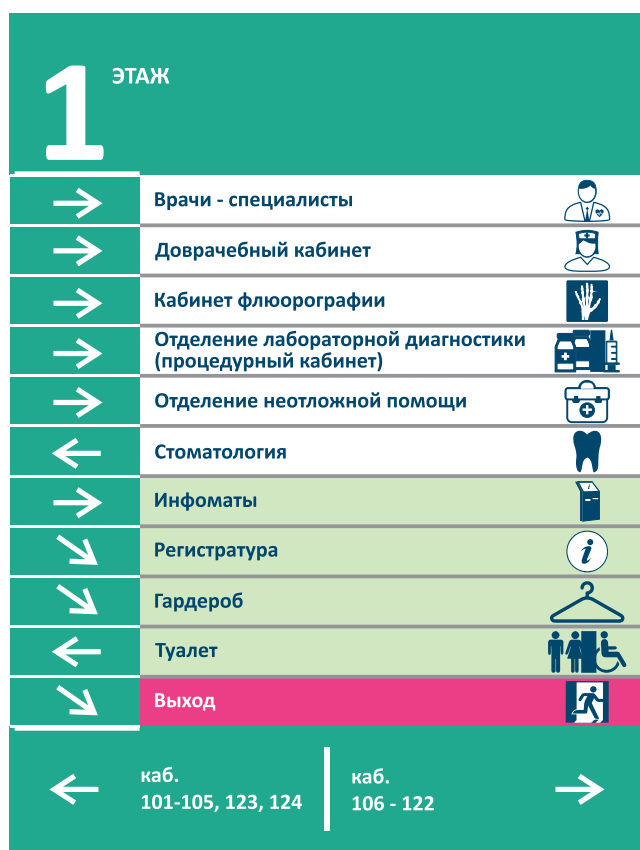 1 ЭТАЖ
Врачи - специалисты
Доврачебный кабинет
Кабинет флюорографии
Отделение лабораторной диагностики
(процедурный кабинет)
Отделение неотложной помощи
Стоматология
Инфоматы
Регистратура
Гардероб
Туалет
Выход
каб.
101-105, 123, 124
каб.
106 - 122